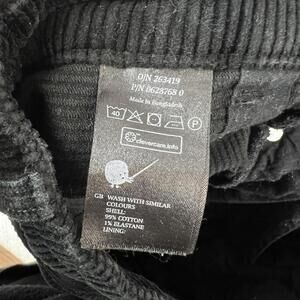 O/N 263419
P/N 0628768 0
Made in Bangladesh
40
P
clevercare.info
GB WASH WITH SIMILAR
COLOURS
SHELL:
99% COTTON
1% ELASTANE
LINING: